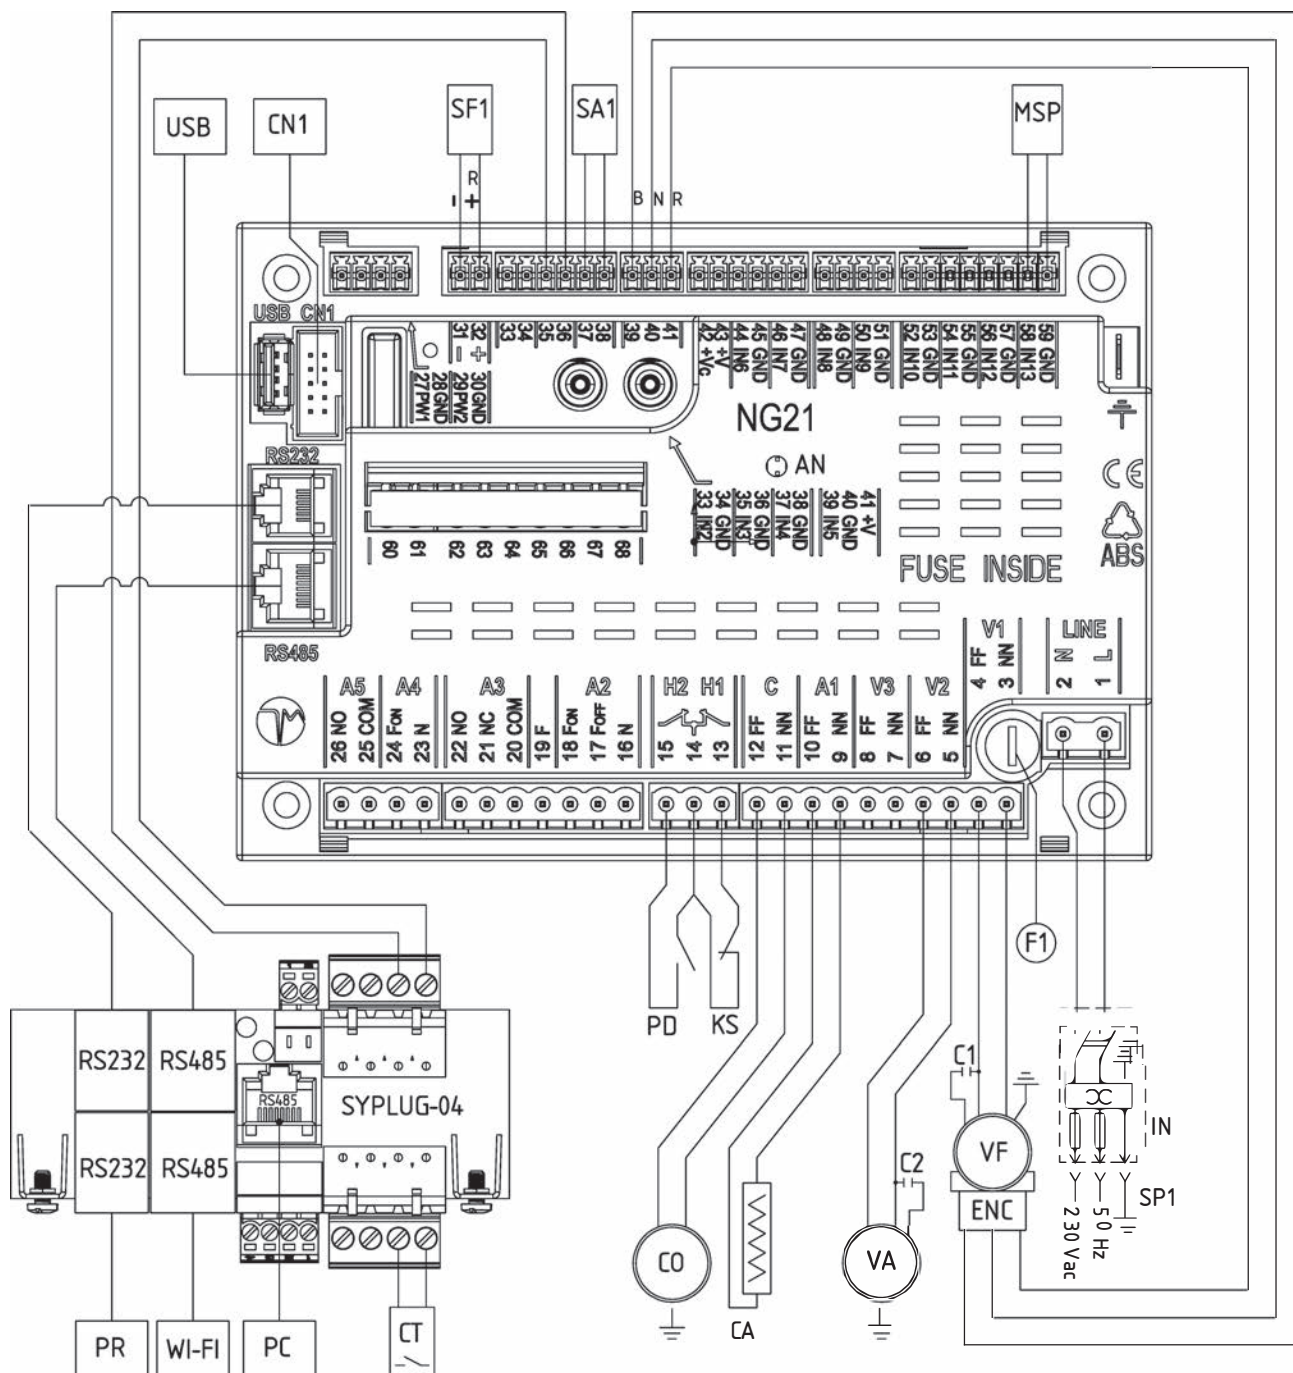 USB
CN1
SF1
SA1
MSP
R
- +
B N R
USB CN1
31 -
32 +
33
34
35
36
37
38
39
40
41
42 +Vc
43 +V
44 IN6
45 GND
46 IN7
47 GND
48 IN8
49 GND
50 IN9
51 GND
52 IN10
53 GND
54 IN11
55 GND
56 IN12
57 GND
58 IN13
59 GND
27 PW1
28 GND
29 PW2
30 GND
NG21
AN
RS232
33 IN2
34 GND
35 IN3
36 GND
37 IN4
38 GND
39 IN5
40 GND
41 +V
CE
ABS
60
61
62
63
64
65
66
67
68
FUSE INSIDE
RS485
V1
LINE
4 FF
3 NN
2 N
1 L
A5
A4
A3
A2
H2 H1
C
A1
V3
V2
26 NO
25 COM
24 FON
23 N
22 NO
21 NC
20 COM
19 F
18 FON
17 FOFF
16 N
15
14
13
12 FF
11 NN
10 FF
9 NN
8 FF
7 NN
6 FF
5 NN
F1
PD
KS
RS232
RS485
RS485
SYPLUG-04
RS232
RS485
C1
VF
ENC
IN
SP1
230 Vac
50 Hz
C2
CO
CA
VA
PR
WI-FI
PC
CT